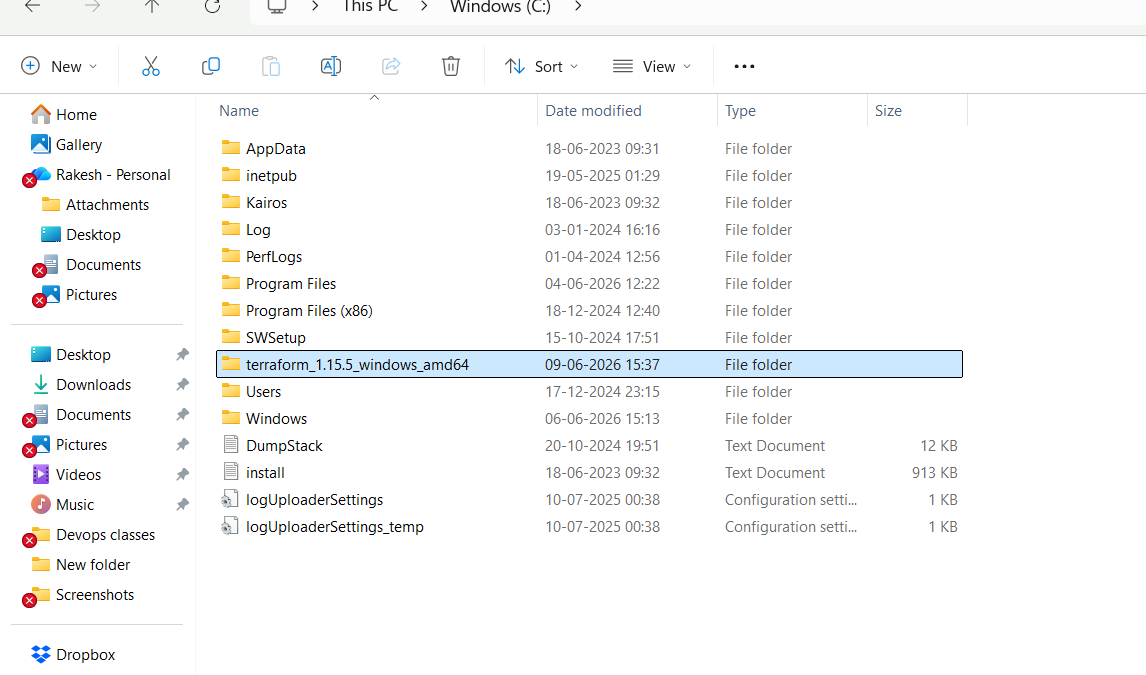 This PC Windows (C:)
New Sort View
Name Date modified Type Size
Home
Gallery
Rakesh - Personal
Attachments
Desktop
Documents
Pictures
Desktop
Downloads
Documents
Pictures
Videos
Music
Devops classes
New folder
Screenshots
Dropbox
AppData 18-06-2023 09:31 File folder
inetpub 19-05-2025 01:29 File folder
Kairos 18-06-2023 09:32 File folder
Log 03-01-2024 16:16 File folder
PerfLogs 01-04-2024 12:56 File folder
Program Files 04-06-2026 12:22 File folder
Program Files (x86) 18-12-2024 12:40 File folder
SWSetup 15-10-2024 17:51 File folder
terraform_1.15.5_windows_amd64 09-06-2026 15:37 File folder
Users 17-12-2024 23:15 File folder
Windows 06-06-2026 15:13 File folder
DumpStack 20-10-2024 19:51 Text Document 12 KB
install 18-06-2023 09:32 Text Document 913 KB
logUploaderSettings 10-07-2025 00:38 Configuration setti... 1 KB
logUploaderSettings_temp 10-07-2025 00:38 Configuration setti... 1 KB